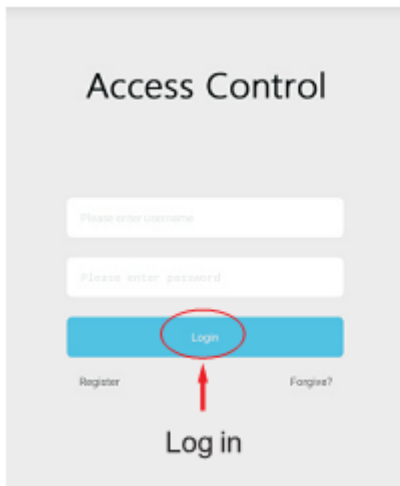 Access Control
Please enter username
Please enter password
Login
Register Forgive?
Log in